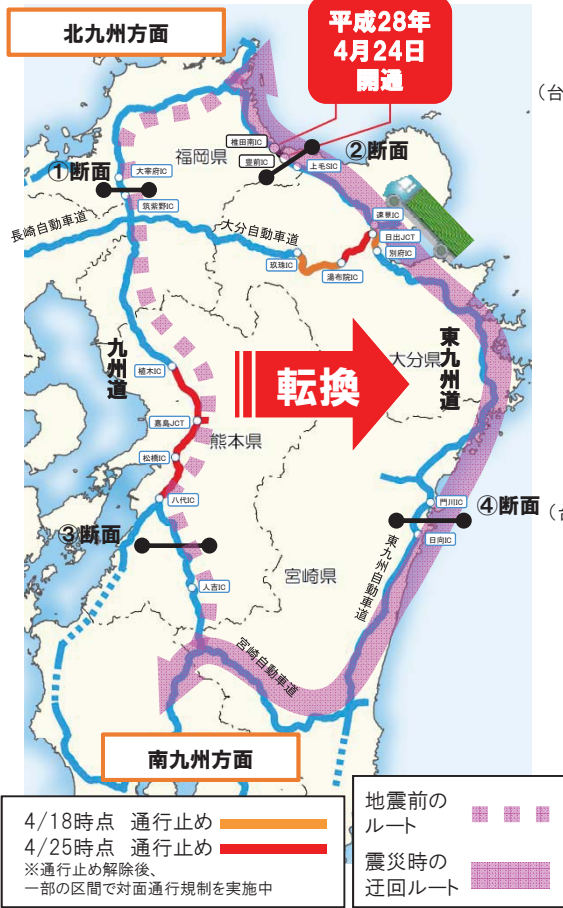 北九州方面
平成28年
4月24日
開通
（台
福岡県
椎田南IC
豊前IC
②断面
上毛SIC
①断面
大宰府IC
筑紫野IC
長崎自動車道
大分自動車道
速見IC
日出JCT
別府IC
玖珠IC
湯布院IC
九州道
植木IC
転換
大分県
東九州道
嘉島JCT
熊本県
松橋IC
八代IC
門川IC
④断面
（台
③断面
日向IC
東九州自動車道
人吉IC
宮崎県
宮崎自動車道
南九州方面
4/18時点 通行止め
4/25時点 通行止め
※通行止め解除後、
一部の区間で対面通行規制を実施中
地震前の
ルート
震災時の
迂回ルート